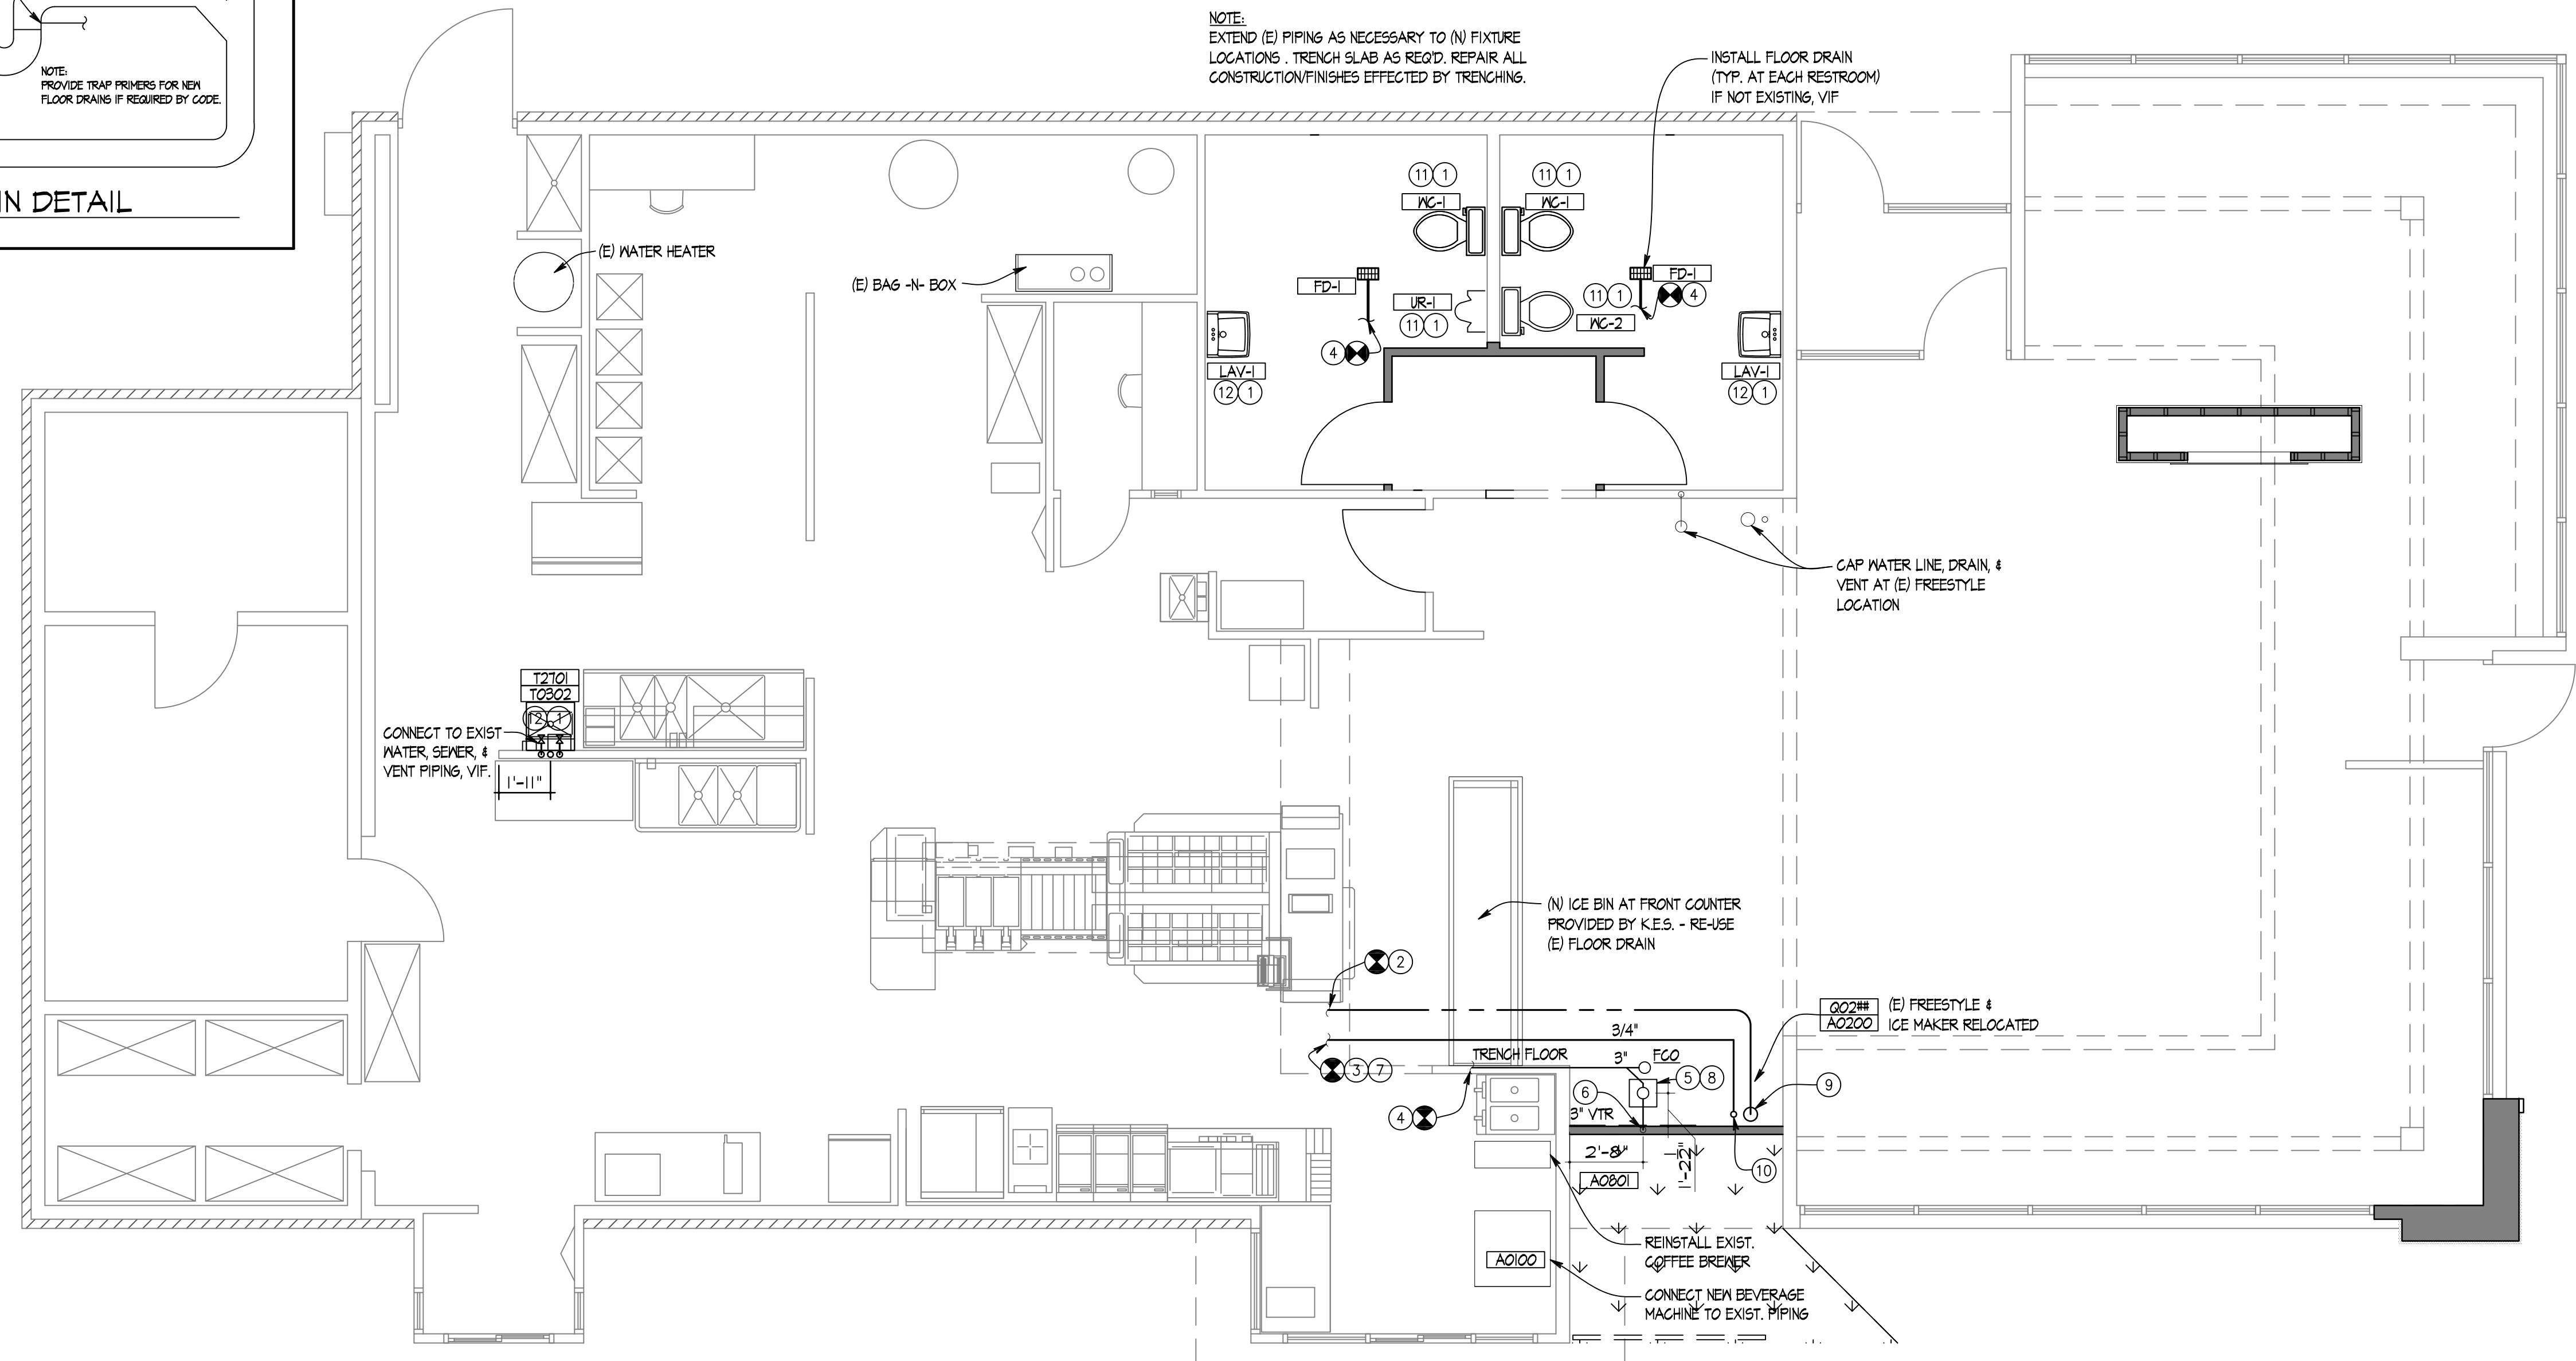 NOTE:
PROVIDE TRAP PRIMERS FOR NEW
FLOOR DRAINS IF REQUIRED BY CODE.
IN DETAIL
NOTE:
EXTEND (E) PIPING AS NECESSARY TO (N) FIXTURE
LOCATIONS . TRENCH SLAB AS REQ'D. REPAIR ALL
CONSTRUCTION/FINISHES EFFECTED BY TRENCHING.
INSTALL FLOOR DRAIN
(TYP. AT EACH RESTROOM)
IF NOT EXISTING, VIF
(E) WATER HEATER
(E) BAG -N- BOX
11 1
WC-1
11 1
WC-1
FD-1
UR-1
11 1
4
FD-1
11 1
4
WC-2
LAV-1
12 1
LAV-1
12 1
CAP WATER LINE, DRAIN, &
VENT AT (E) FREESTYLE
LOCATION
T2701
T0302
12 1
CONNECT TO EXIST
WATER, SEWER, &
VENT PIPING, VIF.
1'-11"
(N) ICE BIN AT FRONT COUNTER
PROVIDED BY K.E.S. - RE-USE
(E) FLOOR DRAIN
2
Q02##
A0200
(E) FREESTYLE &
ICE MAKER RELOCATED
3/4"
TRENCH FLOOR
3"
FCO
3 7
5 8
9
6
4
3" VTR
2'-8"
10
A0801
A0100
REINSTALL EXIST.
COFFEE BREWER
CONNECT NEW BEVERAGE
MACHINE TO EXIST. PIPING